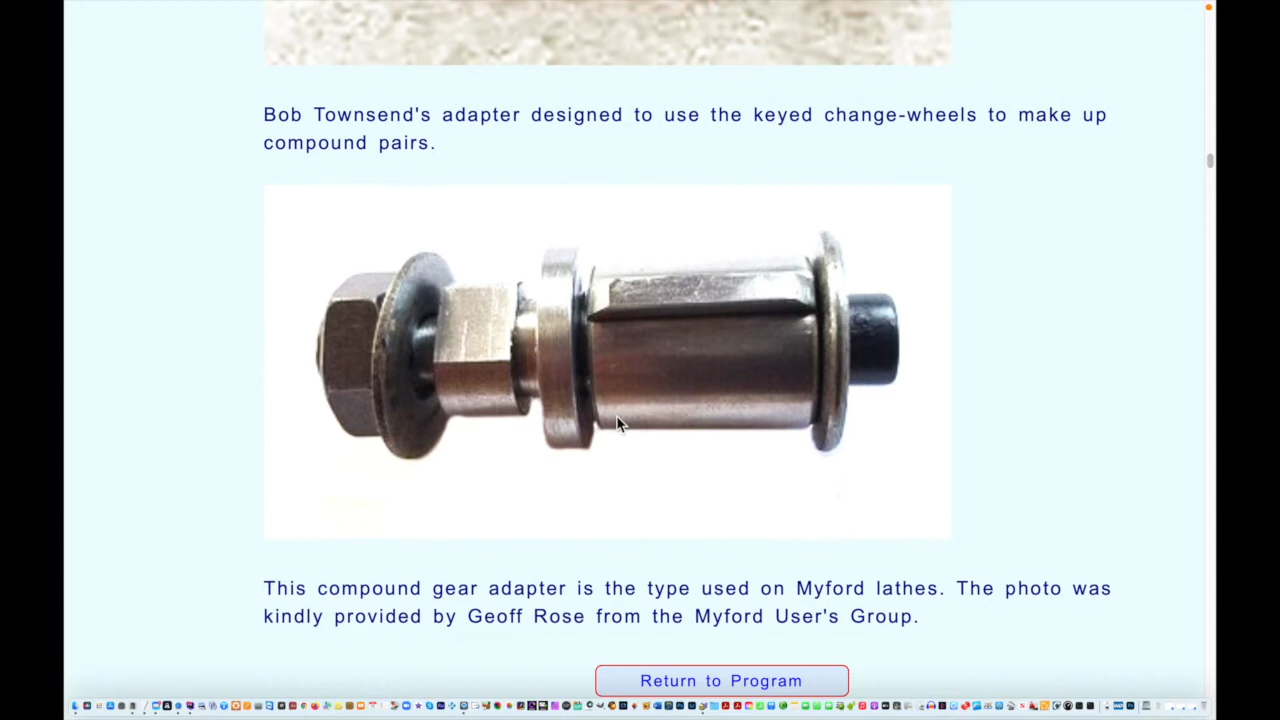 Bob Townsend's adapter designed to use the keyed change-wheels to make up
compound pairs.
This compound gear adapter is the type used on Myford lathes. The photo was
kindly provided by Geoff Rose from the Myford User's Group.
Return to Program